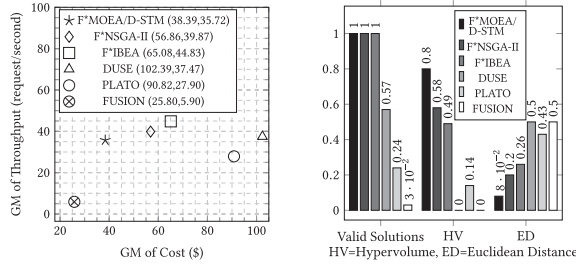 GM of Throughput (request/second)
100
80
60
40
20
0
F*MOEA/D-STM (38.39,35.72)
F*NSGA-II (56.86,39.87)
F*IBEA (65.08,44.83)
DUSE (102.39,37.47)
PLATO (90.82,27.90)
FUSION (25.80,5.90)
20 40 60 80 100
GM of Cost ($)
1
0.8
0.6
0.4
0.2
0
1
1
1
0.57
0.24
3 · 10⁻²
0.8
0.58
0.49
0
0.14
0
8 · 10⁻²
0.2
0.26
0.5
0.43
0.5
F*MOEA/
D-STM
F*NSGA-II
F*IBEA
DUSE
PLATO
FUSION
Valid Solutions HV ED
HV=Hypervolume, ED=Euclidean Distance